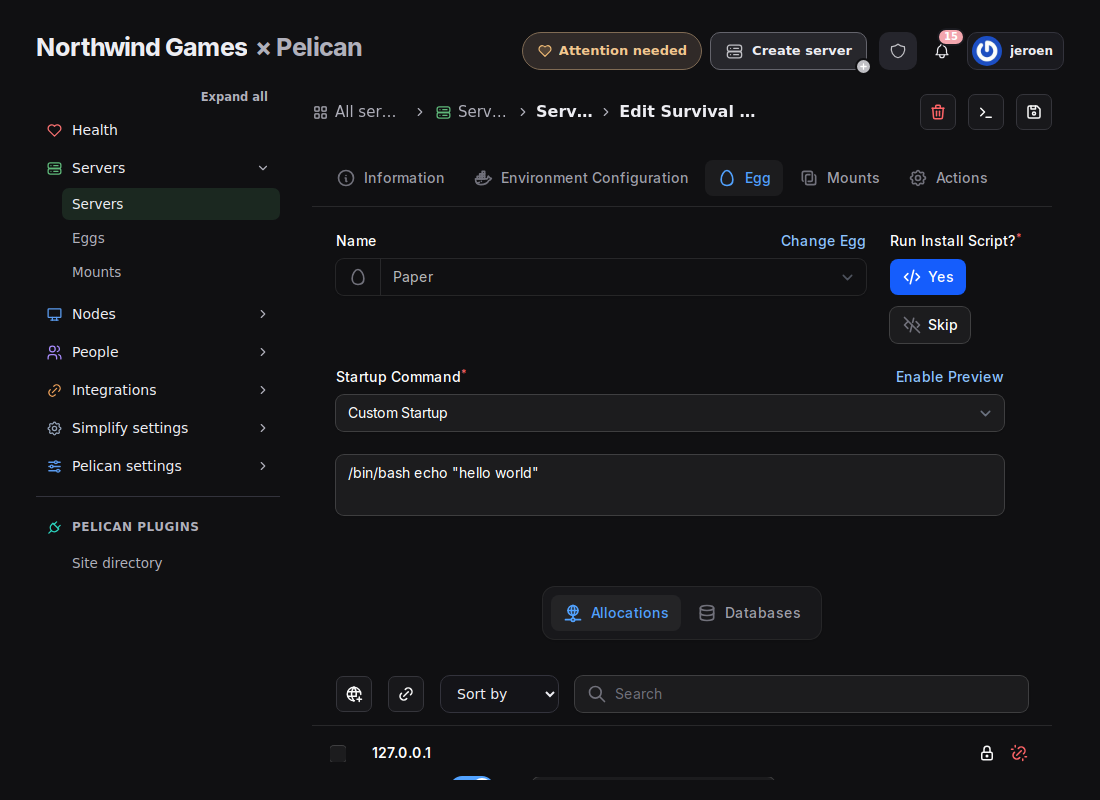 Northwind Games × Pelican
Attention needed
Create server
15
jeroen
Expand all
Health
Servers
Servers
Eggs
Mounts
Nodes
People
Integrations
Simplify settings
Pelican settings
PELICAN PLUGINS
Site directory
All ser... > Serv... > Serv... > Edit Survival ...
Information
Environment Configuration
Egg
Mounts
Actions
Name
Change Egg
Run Install Script?*
Paper
Yes
Skip
Startup Command*
Enable Preview
Custom Startup
/bin/bash echo "hello world"
Allocations
Databases
Sort by
Search
127.0.0.1